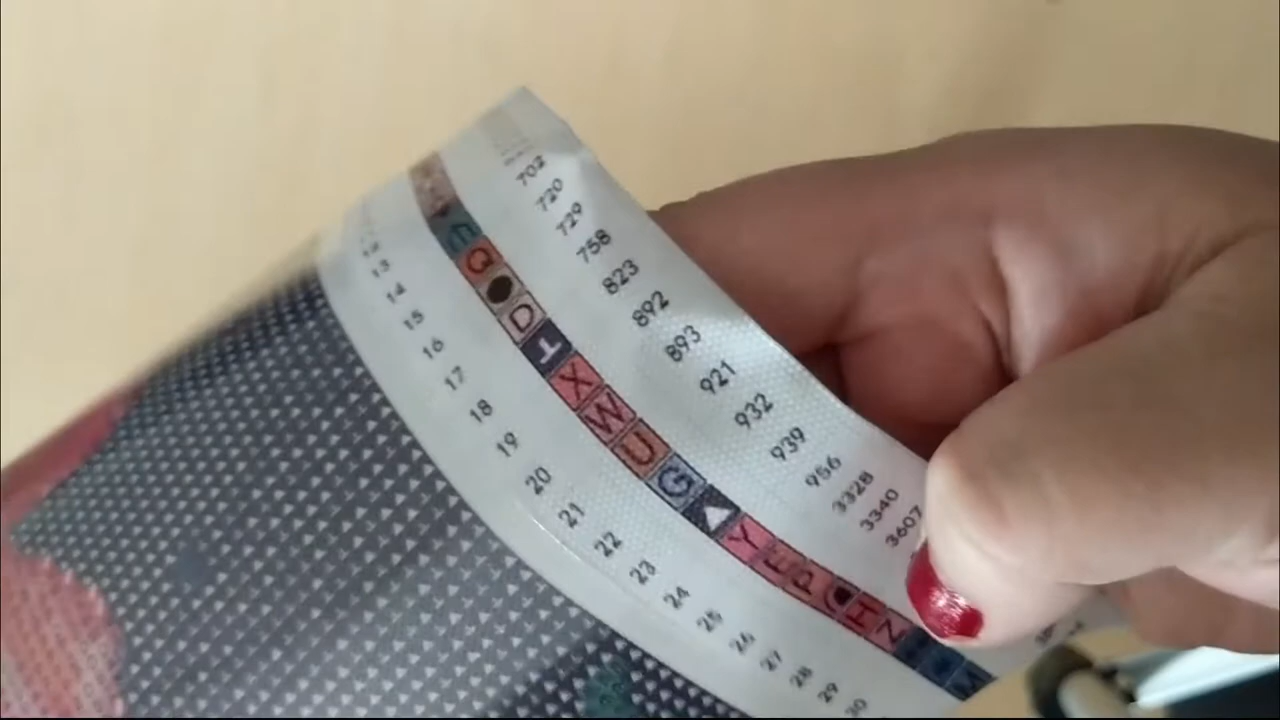 12 702
13 E 720
14 Q 729
15 ● 758
16 D 823
17 ⊥ 892
18 X 893
19 W 921
20 U 932
21 G 939
22 ▲ 956
23 Y 3328
24 E 3340
25 P 3607
26
27 H
28 Z
29
30
M